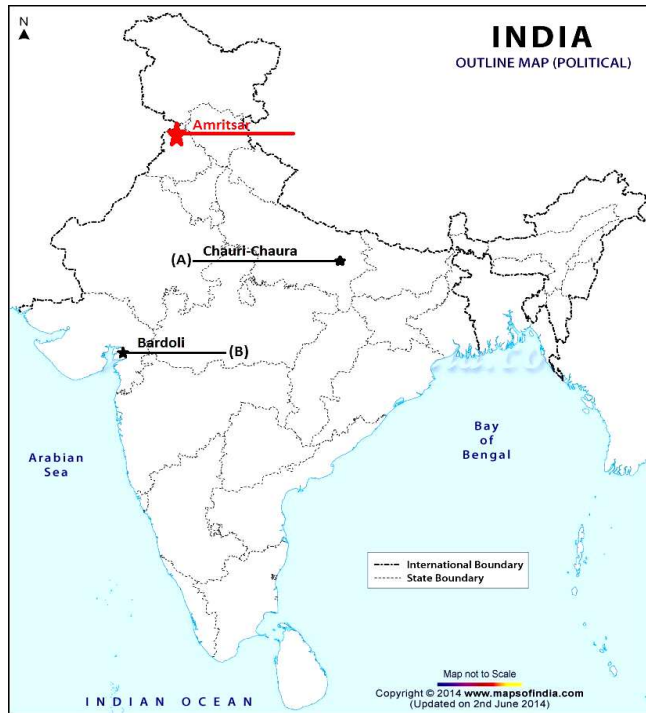 N
INDIA
OUTLINE MAP (POLITICAL)
Amritsar
Chauri-Chaura
(A)
Bardoli
(B)
Arabian
Sea
Bay
of
Bengal
International Boundary
State Boundary
Map not to Scale
Copyright © 2014 www.mapsofindia.com
(Updated on 2nd June 2014)
INDIAN OCEAN